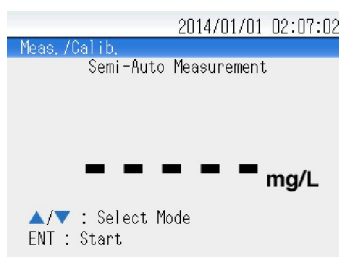 2014/01/01 02:07:02
Meas./Calib.
Semi-Auto Measurement
- - - - - mg/L
▲/▼ : Select Mode
ENT : Start